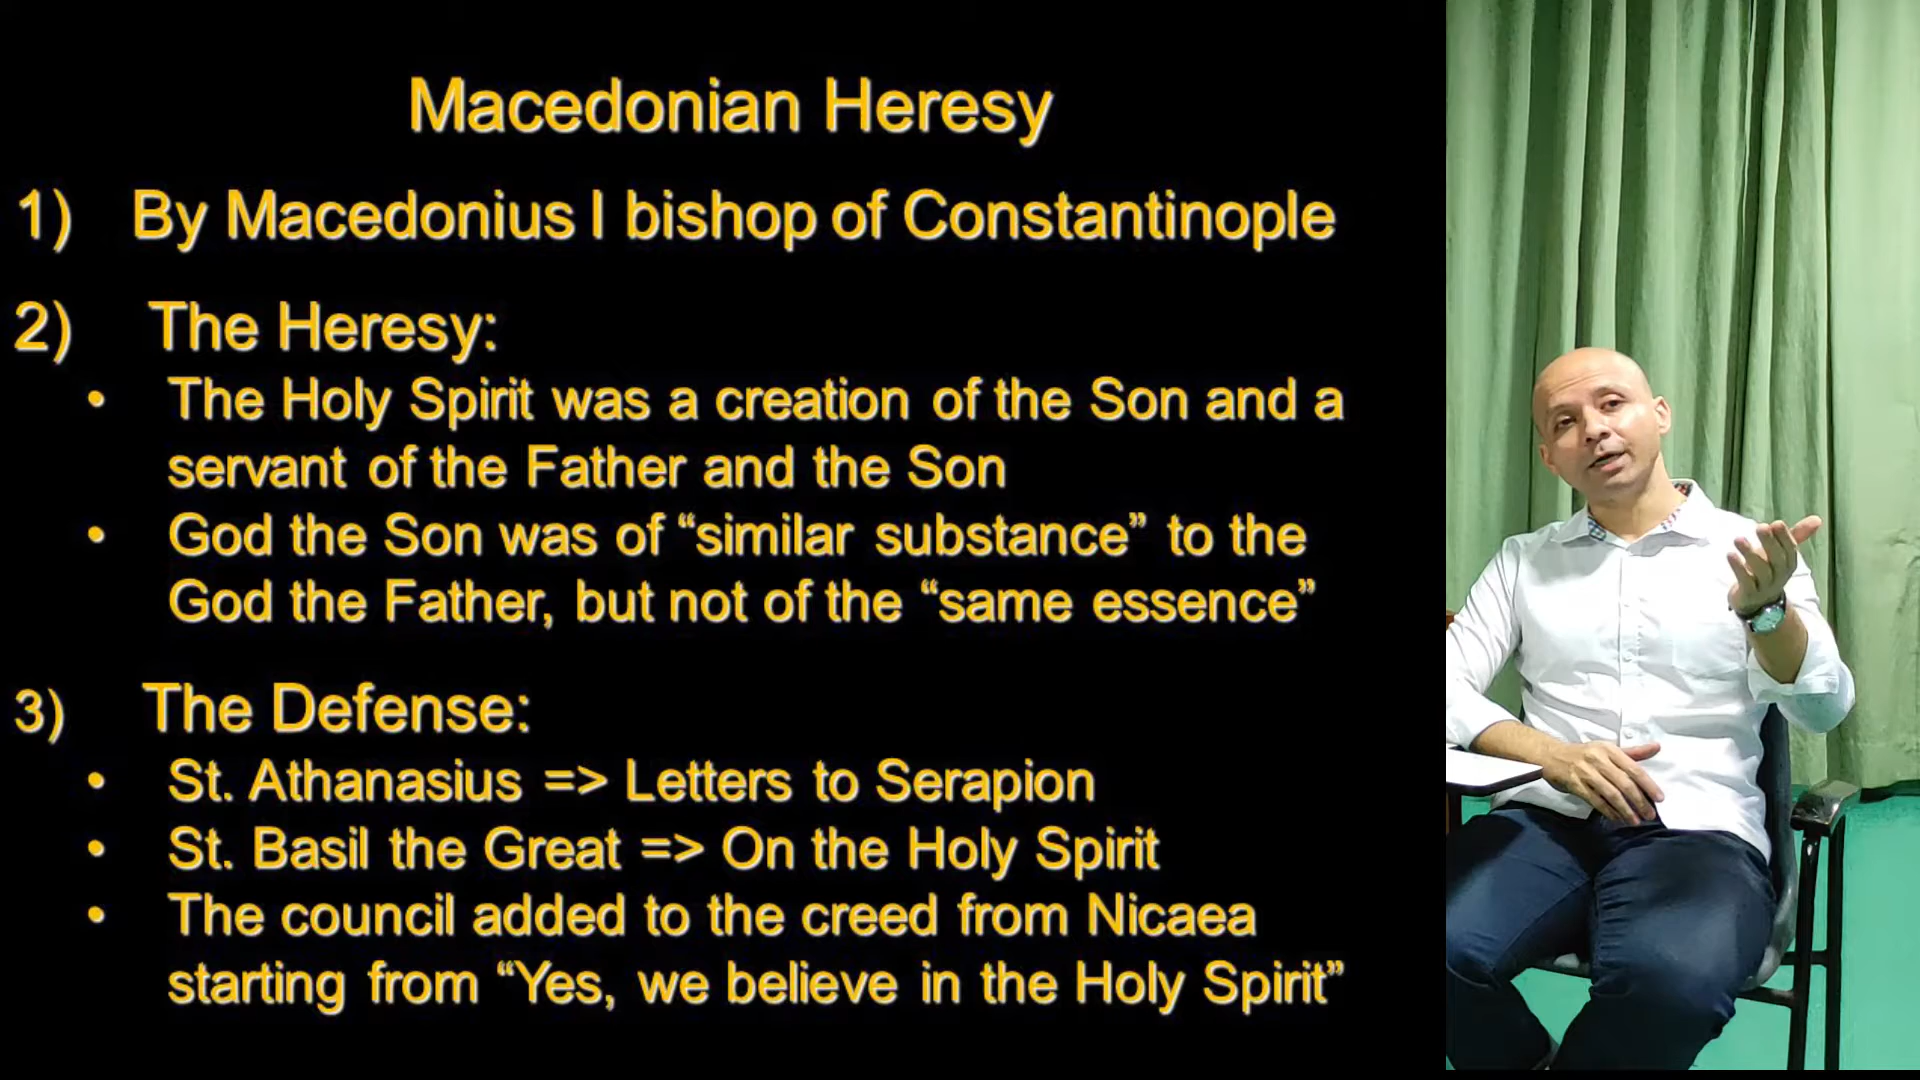 Macedonian Heresy
1) By Macedonius I bishop of Constantinople
2) The Heresy:
• The Holy Spirit was a creation of the Son and a
servant of the Father and the Son
• God the Son was of “similar substance” to the
God the Father, but not of the “same essence”
3) The Defense:
• St. Athanasius => Letters to Serapion
• St. Basil the Great => On the Holy Spirit
• The council added to the creed from Nicaea
starting from “Yes, we believe in the Holy Spirit”